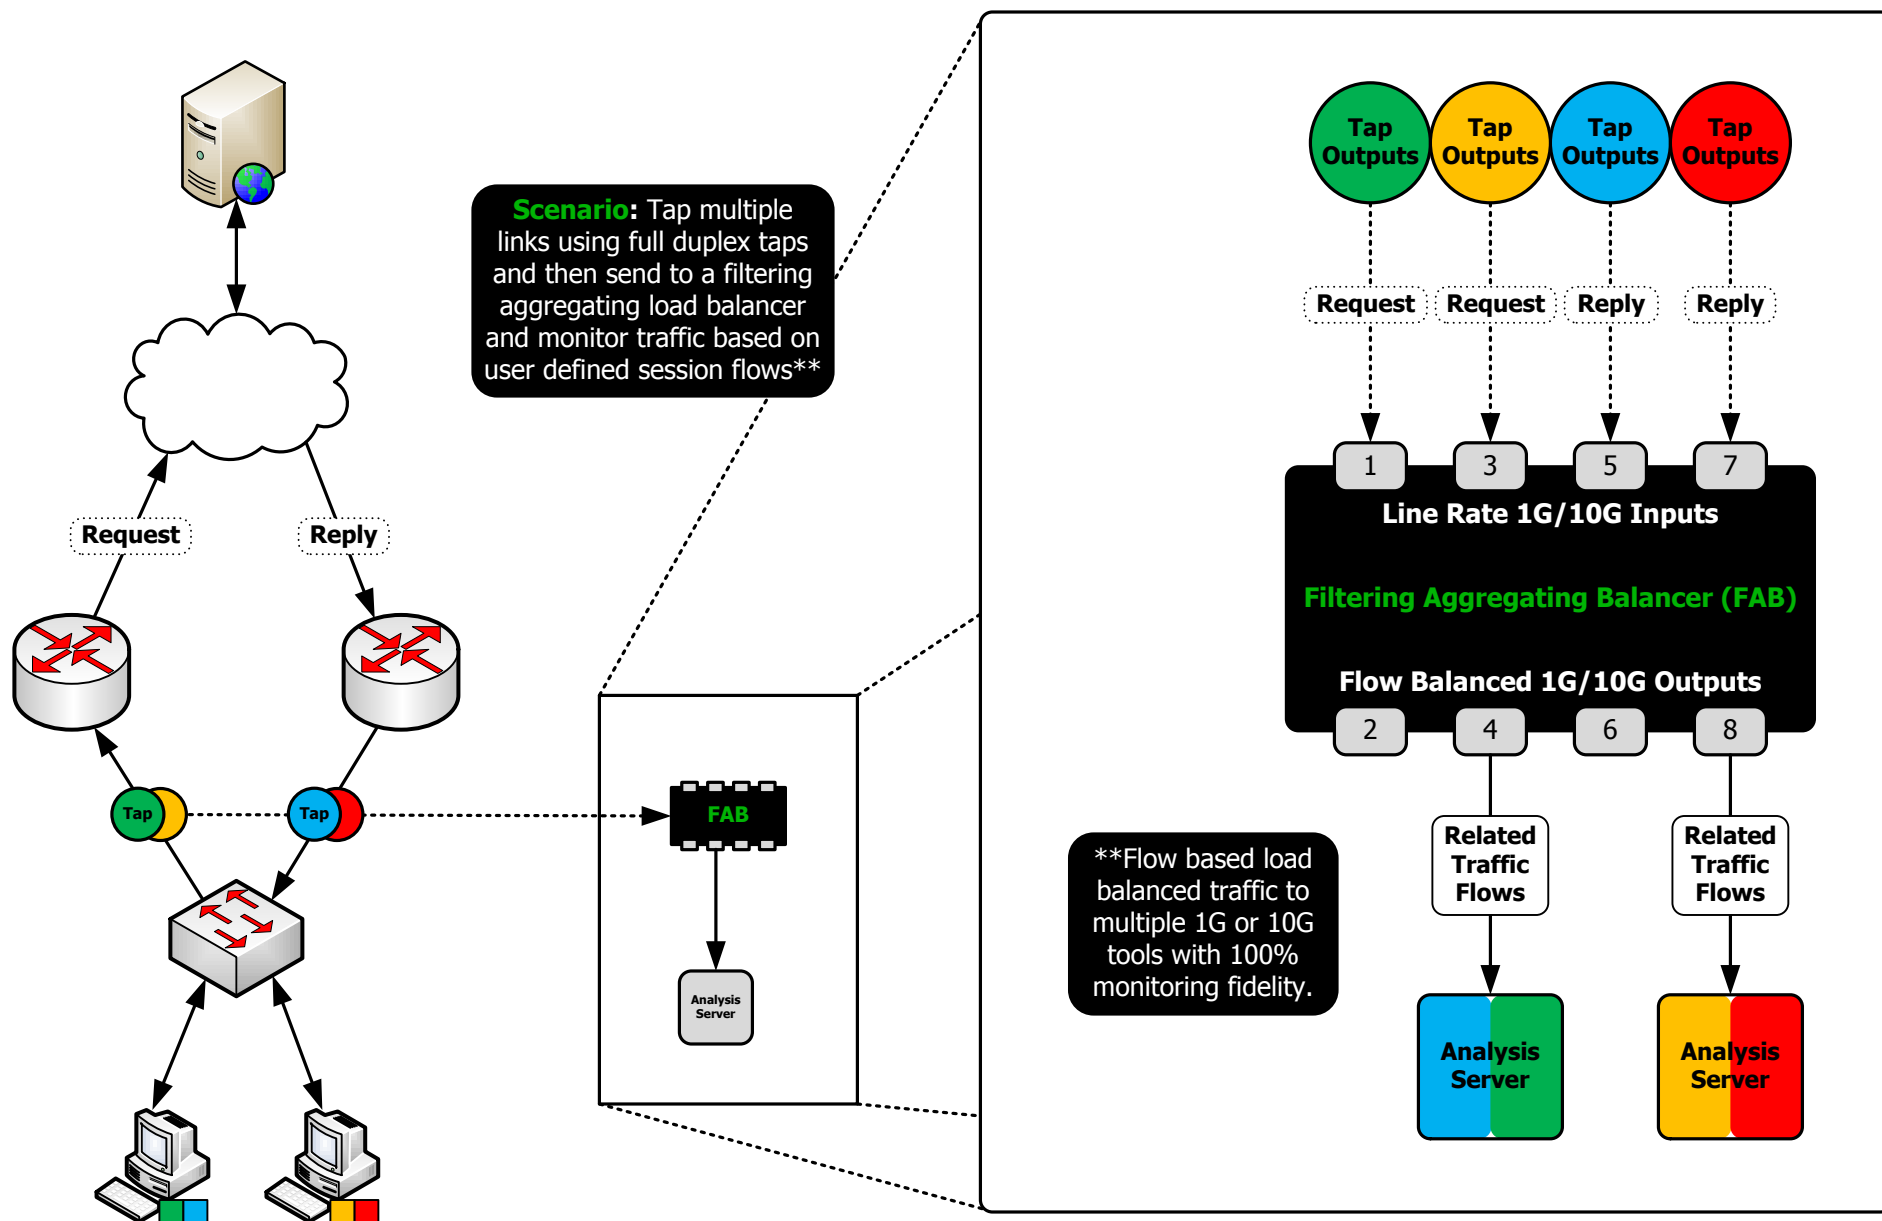 Scenario: Tap multiple
links using full duplex taps
and then send to a filtering
aggregating load balancer
and monitor traffic based on
user defined session flows**
Request
Reply
Tap
Tap
FAB
Analysis
Server
Tap
Outputs
Tap
Outputs
Tap
Outputs
Tap
Outputs
Request
Request
Reply
Reply
1
3
5
7
Line Rate 1G/10G Inputs
Filtering Aggregating Balancer (FAB)
Flow Balanced 1G/10G Outputs
2
4
6
8
Related
Traffic
Flows
Related
Traffic
Flows
**Flow based load
balanced traffic to
multiple 1G or 10G
tools with 100%
monitoring fidelity.
Analysis
Server
Analysis
Server